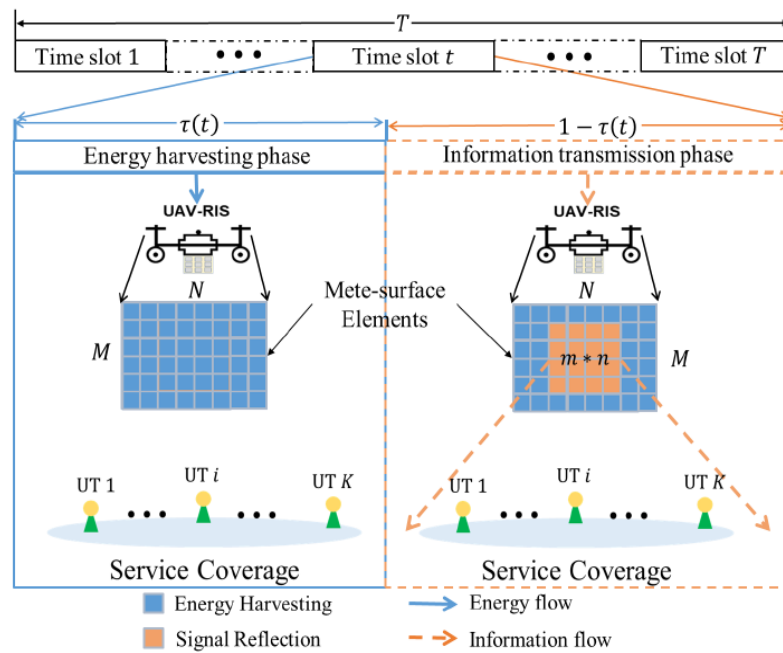 T
Time slot 1 ••• Time slot t ••• Time slot T
τ(t) 1 − τ(t)
Energy harvesting phase Information transmission phase
UAV-RIS UAV-RIS
N N
Mete-surface
Elements
M m * n M
UT 1 ••• UT i ••• UT K UT 1 ••• UT i ••• UT K
Service Coverage Service Coverage
Energy Harvesting Energy flow
Signal Reflection Information flow